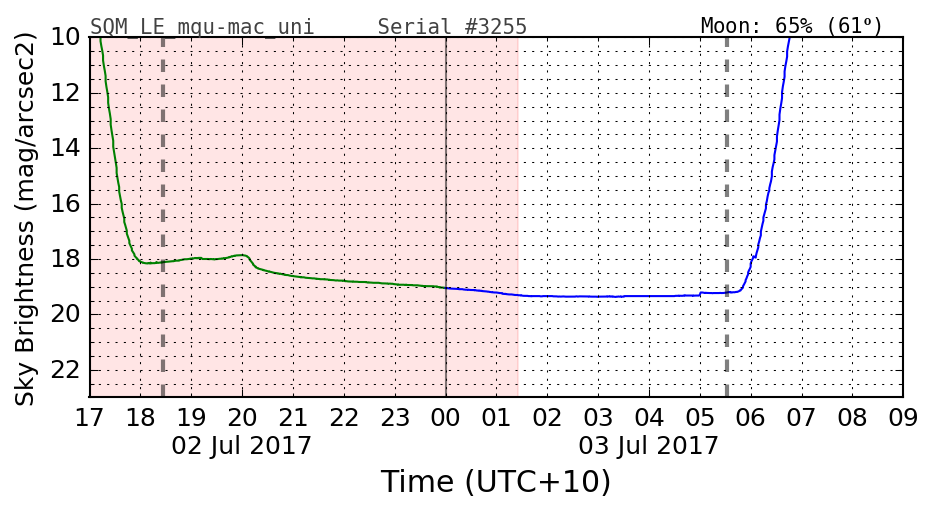 SQM_LE_mqu-mac_uni Serial #3255 Moon: 65% (61°)
Sky Brightness (mag/arcsec2)
10
12
14
16
18
20
22
17 18 19 20 21 22 23 00 01 02 03 04 05 06 07 08 09
02 Jul 2017 03 Jul 2017
Time (UTC+10)